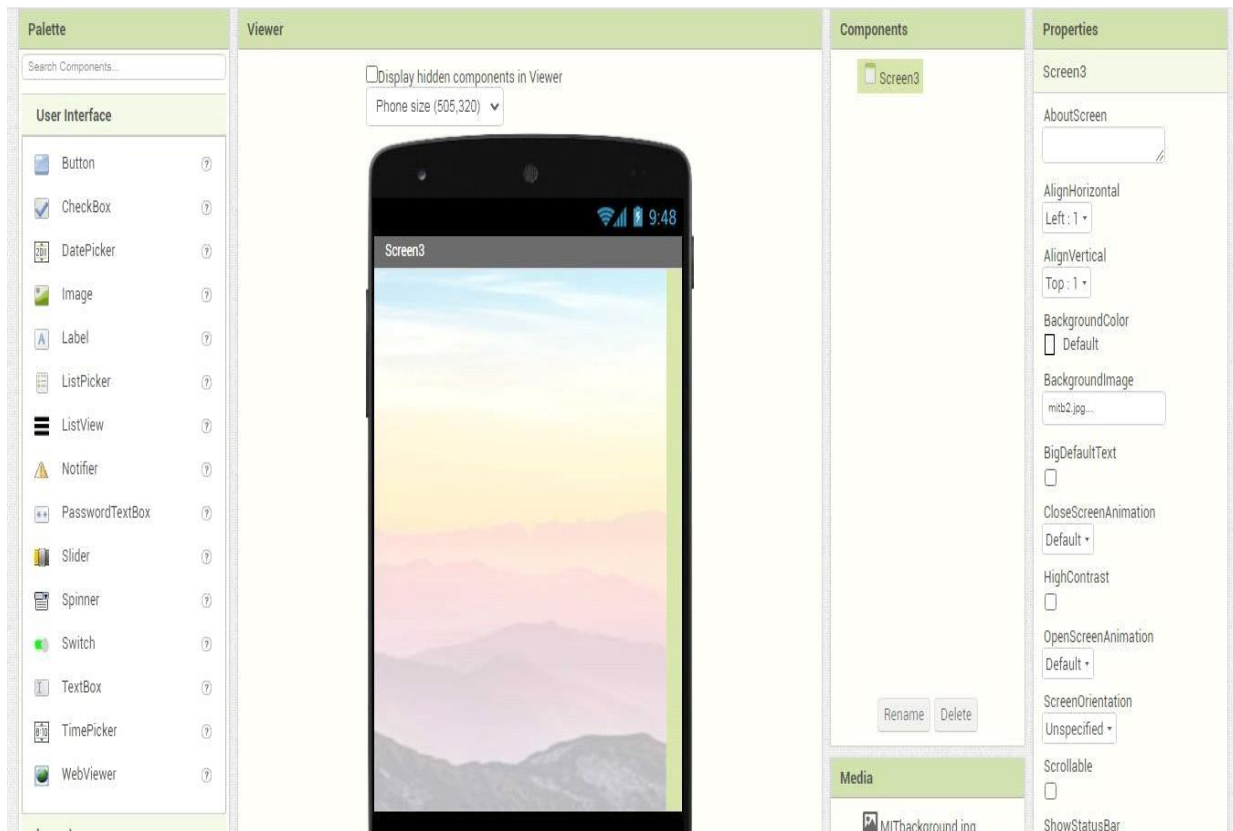 Palette
Search Components...
User Interface
Button
CheckBox
DatePicker
Image
Label
ListPicker
ListView
Notifier
PasswordTextBox
Slider
Spinner
Switch
TextBox
TimePicker
WebViewer
Viewer
Display hidden components in Viewer
Phone size (505,320)
9:48
Screen3
Components
Screen3
Rename Delete
Media
MITbackground.jpg
Properties
Screen3
AboutScreen
AlignHorizontal
Left : 1
AlignVertical
Top : 1
BackgroundColor
Default
BackgroundImage
mitb2.jpg...
BigDefaultText
CloseScreenAnimation
Default
HighContrast
OpenScreenAnimation
Default
ScreenOrientation
Unspecified
Scrollable
ShowStatusBar